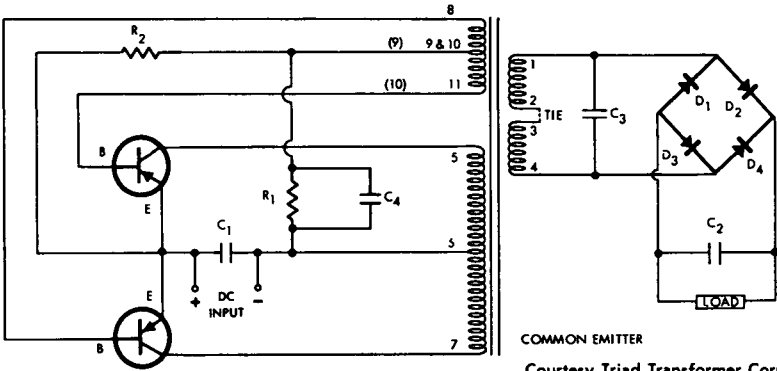 8
R2
(9) 9 & 10
(10) 11
1
2
TIE
3
4
C3
D1 D2
D3 D4
B
E
5
R1
C4
C1
5
+ DC INPUT -
E
B
7
C2
LOAD
COMMON EMITTER
Courtesy Triad Transformer Cor